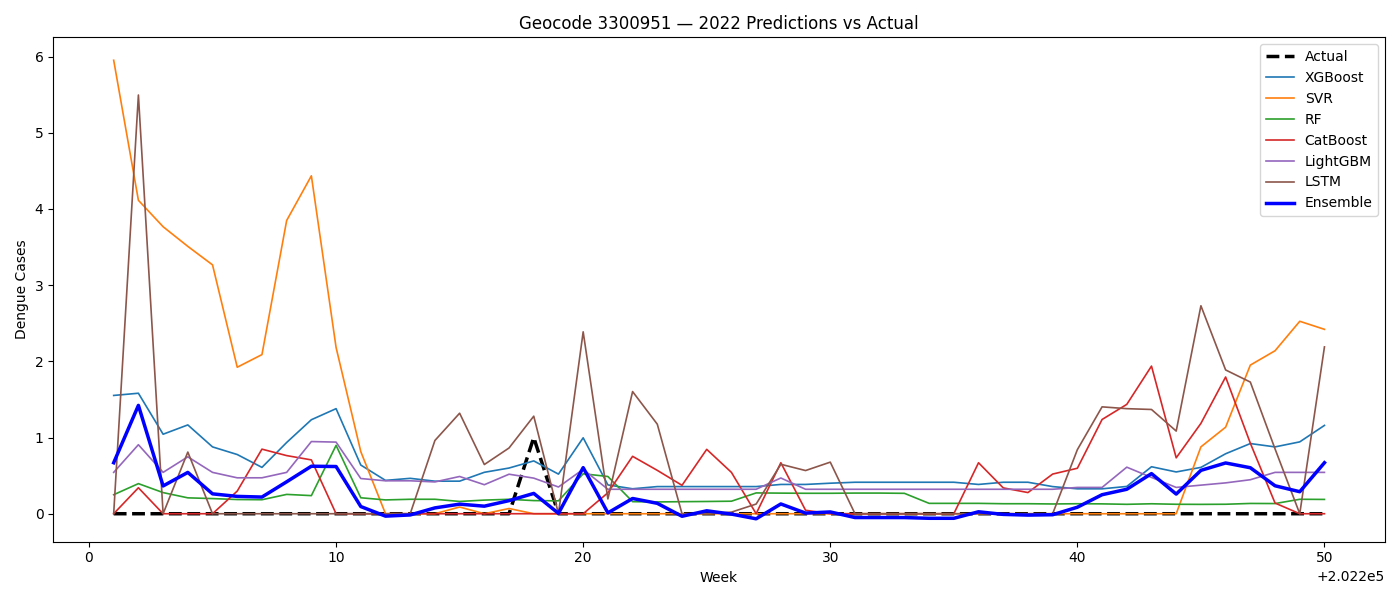 Geocode 3300951 — 2022 Predictions vs Actual
Dengue Cases
6
5
4
3
2
1
0
0
10
20
30
40
50
+2.022e5
Week
Actual
XGBoost
SVR
RF
CatBoost
LightGBM
LSTM
Ensemble